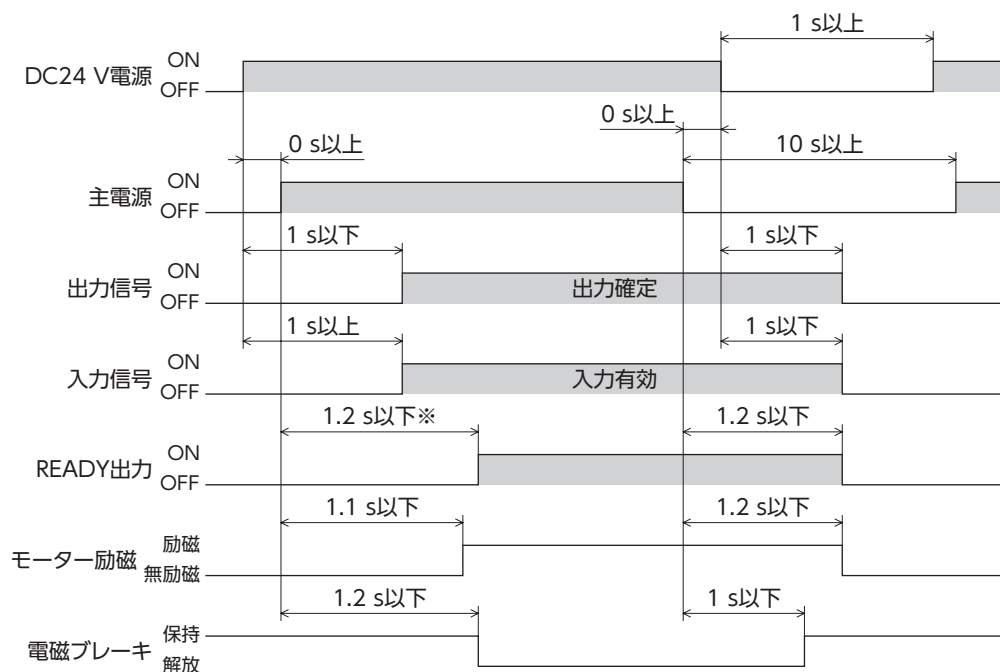 1 s以上
DC24 V電源
ON
OFF
0 s以上
0 s以上
10 s以上
主電源
ON
OFF
1 s以下
1 s以下
出力信号
ON
OFF
出力確定
1 s以上
1 s以下
入力信号
ON
OFF
入力有効
1.2 s以下※
1.2 s以下
READY出力
ON
OFF
1.1 s以下
1.2 s以下
モーター励磁
励磁
無励磁
1.2 s以下
1 s以下
電磁ブレーキ
保持
解放